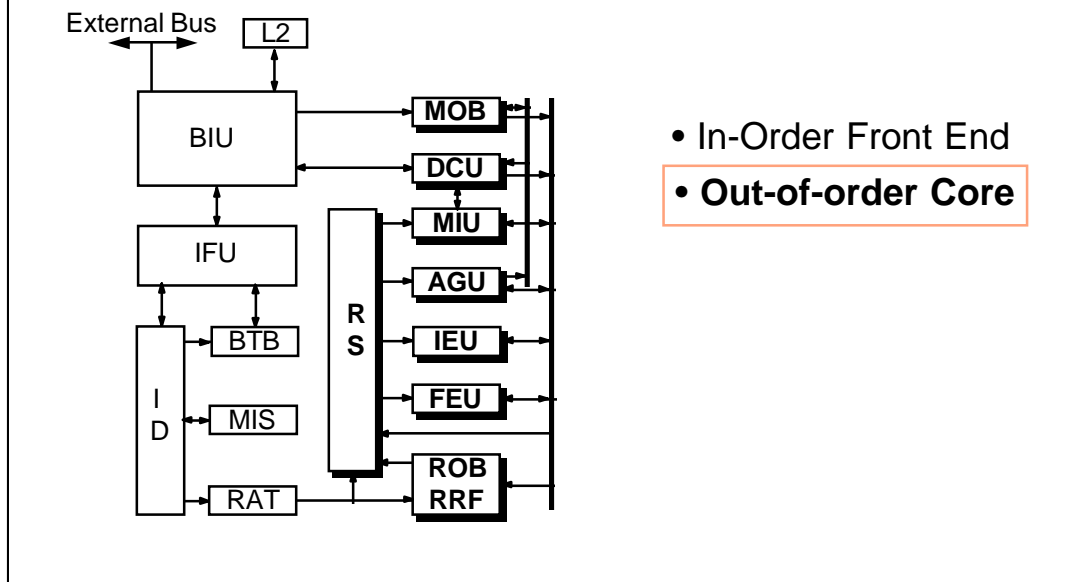 External Bus
L2
BIU
MOB
DCU
MIU
IFU
AGU
R
S
BTB
IEU
I
D
MIS
FEU
RAT
ROB
RRF
• In-Order Front End
• Out-of-order Core